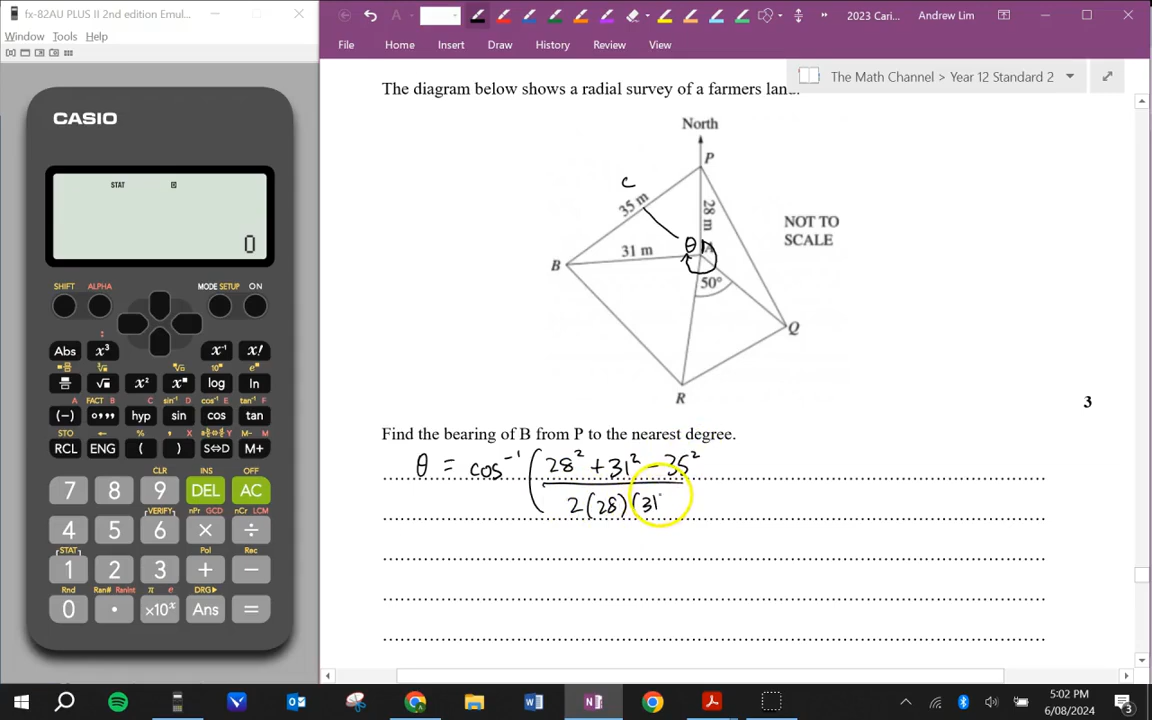 fx-82AU PLUS II 2nd edition Emul...
Window Tools Help
CASIO
STAT D
0
SHIFT ALPHA MODE SETUP ON
Abs x³ x⁻¹ x!
√ x² x■ log ln
(−) °,,, hyp sin cos tan
RCL ENG ( ) S⇔D M+
7 8 9 DEL AC
4 5 6 × ÷
1 2 3 + −
0 . ×10ˣ Ans =
2023 Cari... Andrew Lim
File Home Insert Draw History Review View
The Math Channel > Year 12 Standard 2
The diagram below shows a radial survey of a farmers land.
North
P
C
35 m
28 m
NOT TO
SCALE
θ
31 m
B
50°
Q
R
3
Find the bearing of B from P to the nearest degree.
θ = cos⁻¹ ( 28² + 31² − 35²
2(28)(31
5:02 PM
6/08/2024
3